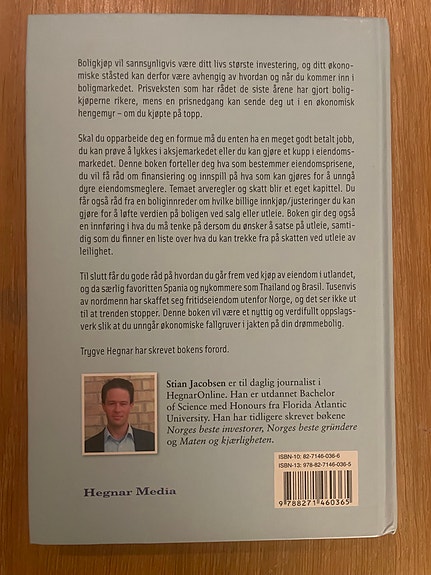 Boligkjøp vil sannsynligvis være ditt livs største investering, og ditt økono-
miske ståsted kan derfor være avhengig av hvordan og når du kommer inn i
boligmarkedet. Prisveksten som har rådet de siste årene har gjort bolig-
kjøperne rikere, mens en prisnedgang kan sende deg ut i en økonomisk
hengemyr – om du kjøpte på topp.
Skal du opparbeide deg en formue må du enten ha en meget godt betalt jobb,
du kan prøve å lykkes i aksjemarkedet eller du kan gjøre et kupp i eiendoms-
markedet. Denne boken forteller deg hva som bestemmer eiendomsprisene,
du vil få råd om finansiering og innspill på hva som kan gjøres for å unngå
dyre eiendomsmeglere. Temaet arveregler og skatt blir et eget kapittel. Du
får også råd fra en boliginnreder om hvilke billige innkjøp/justeringer du kan
gjøre for å løfte verdien på boligen ved salg eller utleie. Boken gir deg også
en innføring i hva du må tenke på dersom du ønsker å satse på utleie, samti-
dig som du finner en liste over hva du kan trekke fra på skatten ved utleie av
leilighet.
Til slutt får du gode råd på hvordan du går frem ved kjøp av eiendom i utlandet,
og da særlig favoritten Spania og nykommere som Thailand og Brasil. Tusenvis
av nordmenn har skaffet seg fritidseiendom utenfor Norge, og det ser ikke ut
til at trenden stopper. Denne boken vil være et nyttig og verdifullt oppslags-
verk slik at du unngår økonomiske fallgruver i jakten på din drømmebolig.
Trygve Hegnar har skrevet bokens forord.
Stian Jacobsen er til daglig journalist i
HegnarOnline. Han er utdannet Bachelor
of Science med Honours fra Florida Atlantic
University. Han har tidligere skrevet bøkene
Norges beste investorer, Norges beste gründere
og Maten og kjærligheten.
ISBN-10: 82-7146-036-6
ISBN-13: 978-82-7146-036-5
9 788271 460365
Hegnar Media